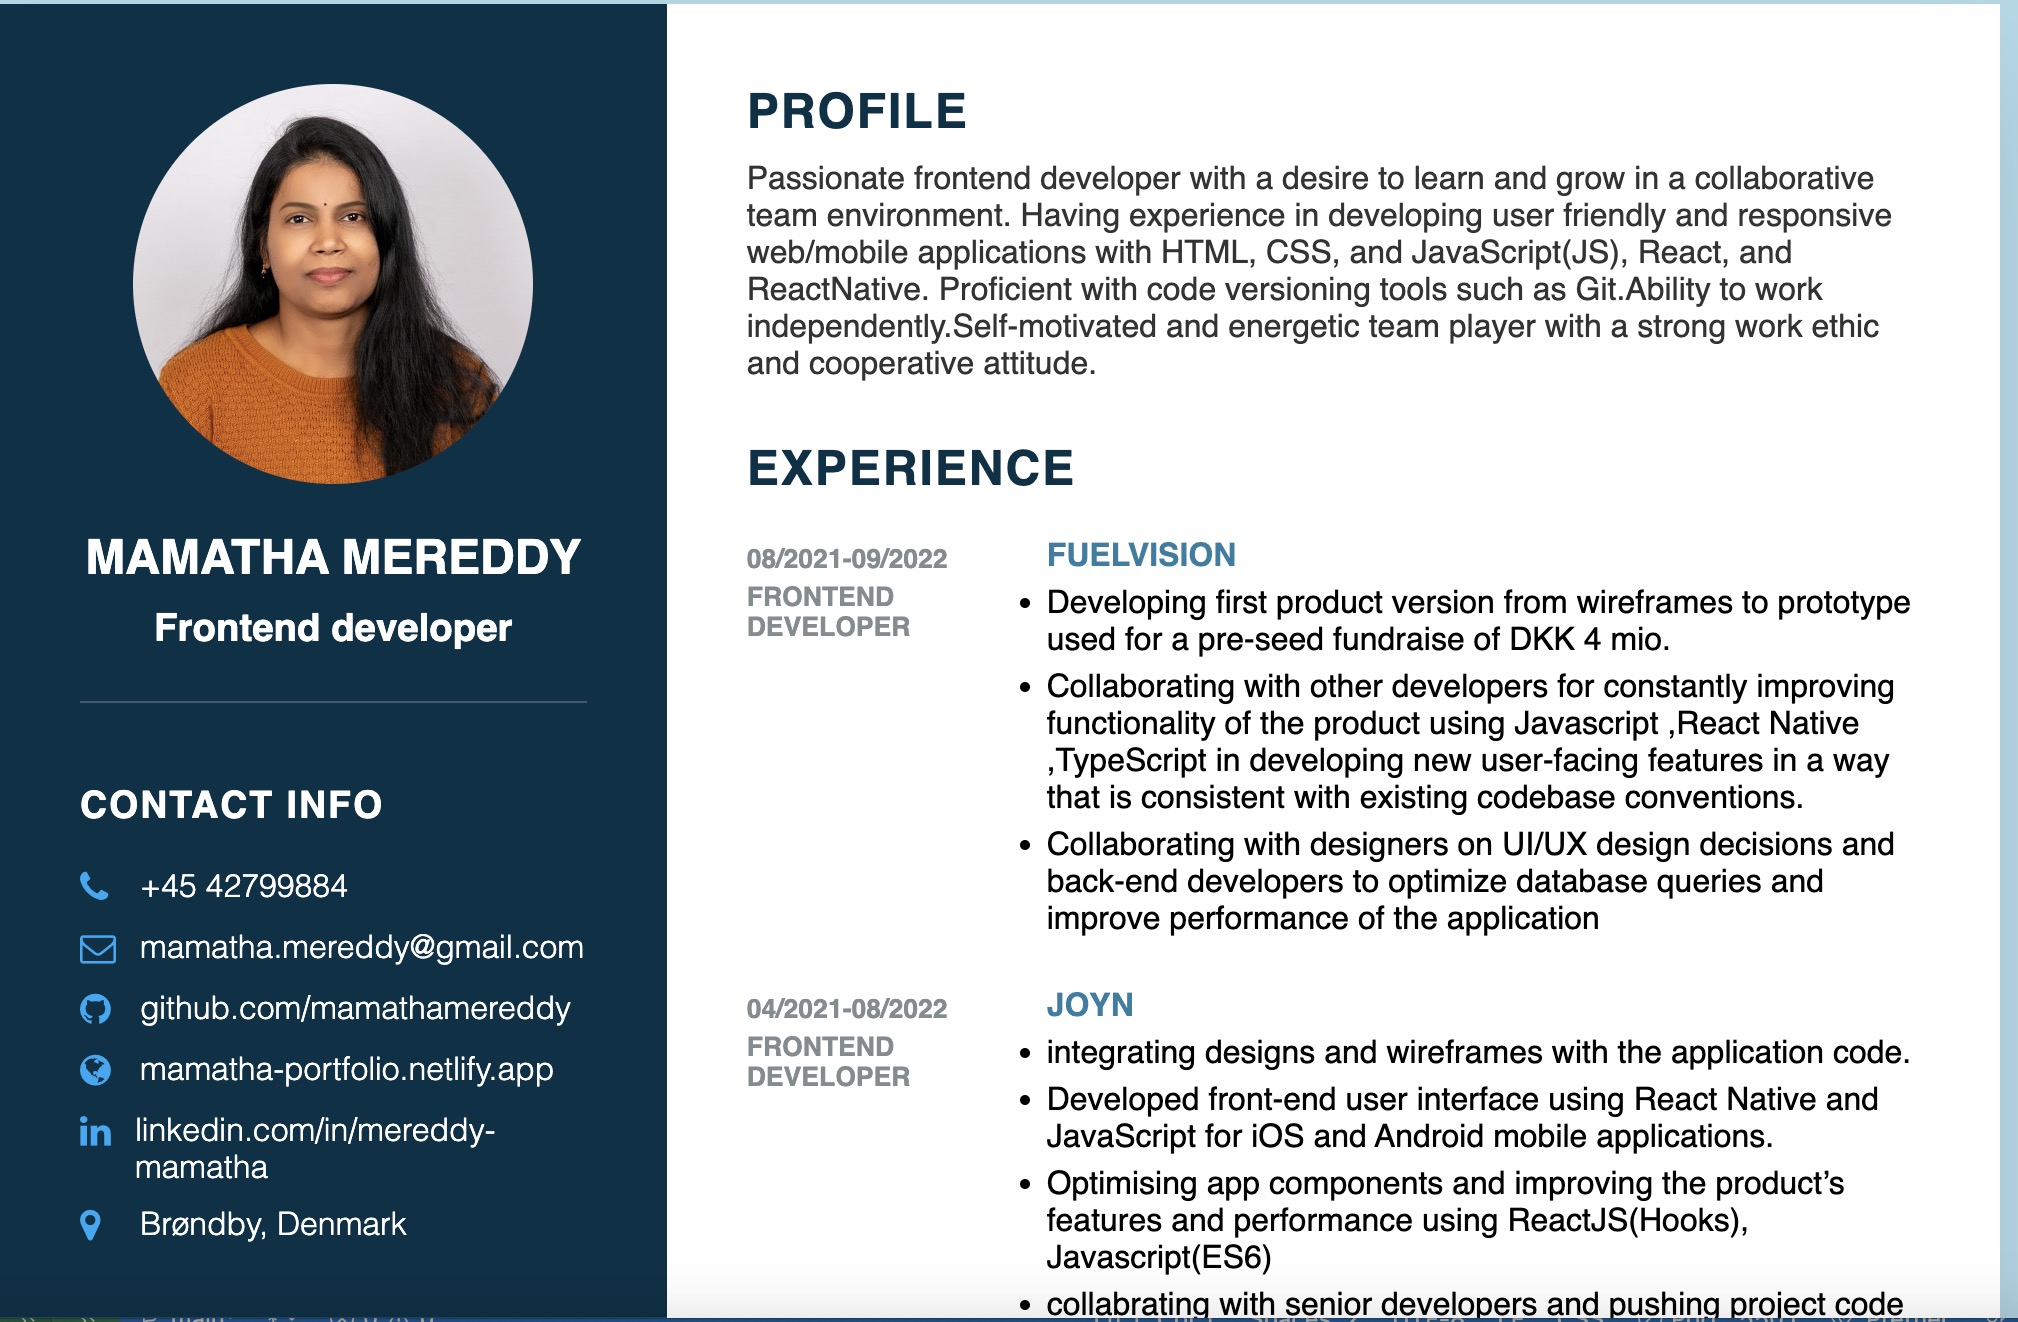 MAMATHA MEREDDY
Frontend developer
CONTACT INFO
+45 42799884
mamatha.mereddy@gmail.com
github.com/mamathamereddy
mamatha-portfolio.netlify.app
linkedin.com/in/mereddy-
mamatha
Brøndby, Denmark
PROFILE
Passionate frontend developer with a desire to learn and grow in a collaborative
team environment. Having experience in developing user friendly and responsive
web/mobile applications with HTML, CSS, and JavaScript(JS), React, and
ReactNative. Proficient with code versioning tools such as Git.Ability to work
independently.Self-motivated and energetic team player with a strong work ethic
and cooperative attitude.
EXPERIENCE
08/2021-09/2022
FRONTEND
DEVELOPER
FUELVISION
• Developing first product version from wireframes to prototype
used for a pre-seed fundraise of DKK 4 mio.
• Collaborating with other developers for constantly improving
functionality of the product using Javascript ,React Native
,TypeScript in developing new user-facing features in a way
that is consistent with existing codebase conventions.
• Collaborating with designers on UI/UX design decisions and
back-end developers to optimize database queries and
improve performance of the application
04/2021-08/2022
FRONTEND
DEVELOPER
JOYN
• integrating designs and wireframes with the application code.
• Developed front-end user interface using React Native and
JavaScript for iOS and Android mobile applications.
• Optimising app components and improving the product’s
features and performance using ReactJS(Hooks),
Javascript(ES6)
• collabrating with senior developers and pushing project code